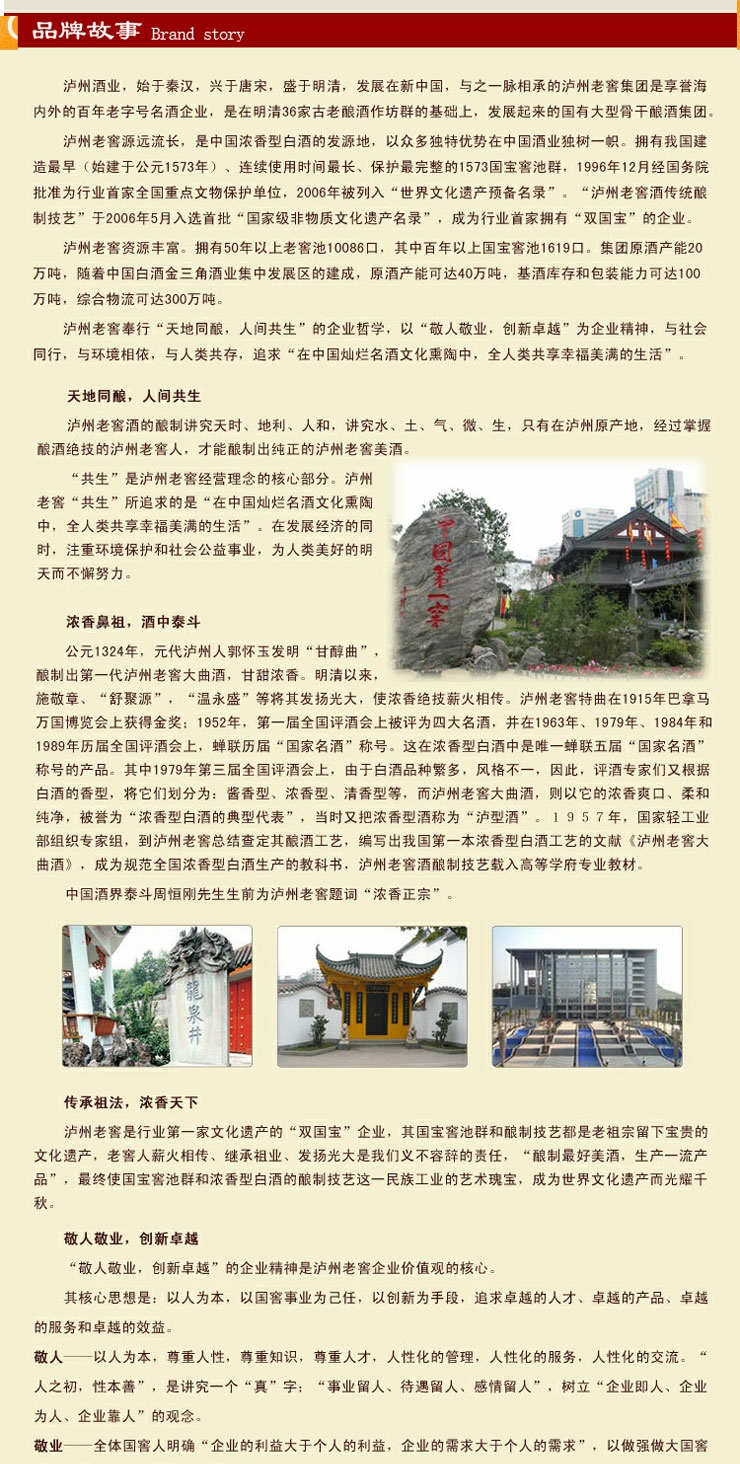 品牌故事 Brand story
泸州酒业，始于秦汉，兴于唐宋，盛于明清，发展在新中国，与之一脉相承的泸州老窖集团是享誉海
内外的百年老字号名酒企业，是在明清36家古老酿酒作坊群的基础上，发展起来的国有大型骨干酿酒集团。
泸州老窖源远流长，是中国浓香型白酒的发源地，以众多独特优势在中国酒业独树一帜。拥有我国建
造最早（始建于公元1573年）、连续使用时间最长、保护最完整的1573国宝窖池群，1996年12月经国务院
批准为行业首家全国重点文物保护单位，2006年被列入“世界文化遗产预备名录”。“泸州老窖酒传统酿
制技艺”于2006年5月入选首批“国家级非物质文化遗产名录”，成为行业首家拥有“双国宝”的企业。
泸州老窖资源丰富。拥有50年以上老窖池10086口，其中百年以上国宝窖池1619口。集团原酒产能20
万吨，随着中国白酒金三角酒业集中发展区的建成，原酒产能可达40万吨，基酒库存和包装能力可达100
万吨，综合物流可达300万吨。
泸州老窖奉行“天地同酿，人间共生”的企业哲学，以“敬人敬业，创新卓越”为企业精神，与社会
同行，与环境相依，与人类共存，追求“在中国灿烂名酒文化熏陶中，全人类共享幸福美满的生活”。
天地同酿，人间共生
泸州老窖酒的酿制讲究天时、地利、人和，讲究水、土、气、微、生，只有在泸州原产地，经过掌握
酿酒绝技的泸州老窖人，才能酿制出纯正的泸州老窖美酒。
“共生”是泸州老窖经营理念的核心部分。泸州
老窖“共生”所追求的是“在中国灿烂名酒文化熏陶
中，全人类共享幸福美满的生活”。在发展经济的同
时，注重环境保护和社会公益事业，为人类美好的明
天而不懈努力。
中國第一窖
浓香鼻祖，酒中泰斗
公元1324年，元代泸州人郭怀玉发明“甘醇曲”，
酿制出第一代泸州老窖大曲酒，甘甜浓香。明清以来，
施敬章、“舒聚源”，“温永盛”等将其发扬光大，使浓香绝技薪火相传。泸州老窖特曲在1915年巴拿马
万国博览会上获得金奖；1952年，第一届全国评酒会上被评为四大名酒，并在1963年、1979年、1984年和
1989年历届全国评酒会上，蝉联历届“国家名酒”称号。这在浓香型白酒中是唯一蝉联五届“国家名酒”
称号的产品。其中1979年第三届全国评酒会上，由于白酒品种繁多，风格不一，因此，评酒专家们又根据
白酒的香型，将它们划分为：酱香型、浓香型、清香型等，而泸州老窖大曲酒，则以它的浓香爽口、柔和
纯净，被誉为“浓香型白酒的典型代表”，当时又把浓香型酒称为“泸型酒”。１９５７年，国家轻工业
部组织专家组，到泸州老窖总结查定其酿酒工艺，编写出我国第一本浓香型白酒工艺的文献《泸州老窖大
曲酒》，成为规范全国浓香型白酒生产的教科书，泸州老窖酒酿制技艺载入高等学府专业教材。
中国酒界泰斗周恒刚先生生前为泸州老窖题词“浓香正宗”。
龍泉井
传承祖法，浓香天下
泸州老窖是行业第一家文化遗产的“双国宝”企业，其国宝窖池群和酿制技艺都是老祖宗留下宝贵的
文化遗产，老窖人薪火相传、继承祖业、发扬光大是我们义不容辞的责任，“酿制最好美酒，生产一流产
品”，最终使国宝窖池群和浓香型白酒的酿制技艺这一民族工业的艺术瑰宝，成为世界文化遗产而光耀千
秋。
敬人敬业，创新卓越
“敬人敬业，创新卓越”的企业精神是泸州老窖企业价值观的核心。
其核心思想是：以人为本，以国窖事业为己任，以创新为手段，追求卓越的人才、卓越的产品、卓越
的服务和卓越的效益。
敬人——以人为本，尊重人性，尊重知识，尊重人才，人性化的管理，人性化的服务，人性化的交流。“
人之初，性本善”，是讲究一个“真”字；“事业留人、待遇留人、感情留人”，树立“企业即人、企业
为人、企业靠人”的观念。
敬业——全体国窖人明确“企业的利益大于个人的利益，企业的需求大于个人的需求”，以做强做大国窖